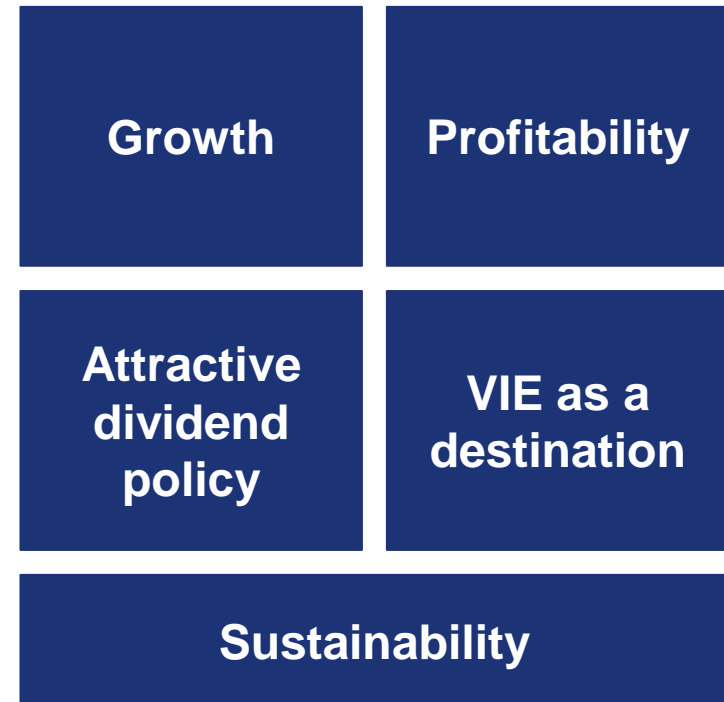 Growth
Profitability
Attractive
dividend
policy
VIE as a
destination
Sustainability